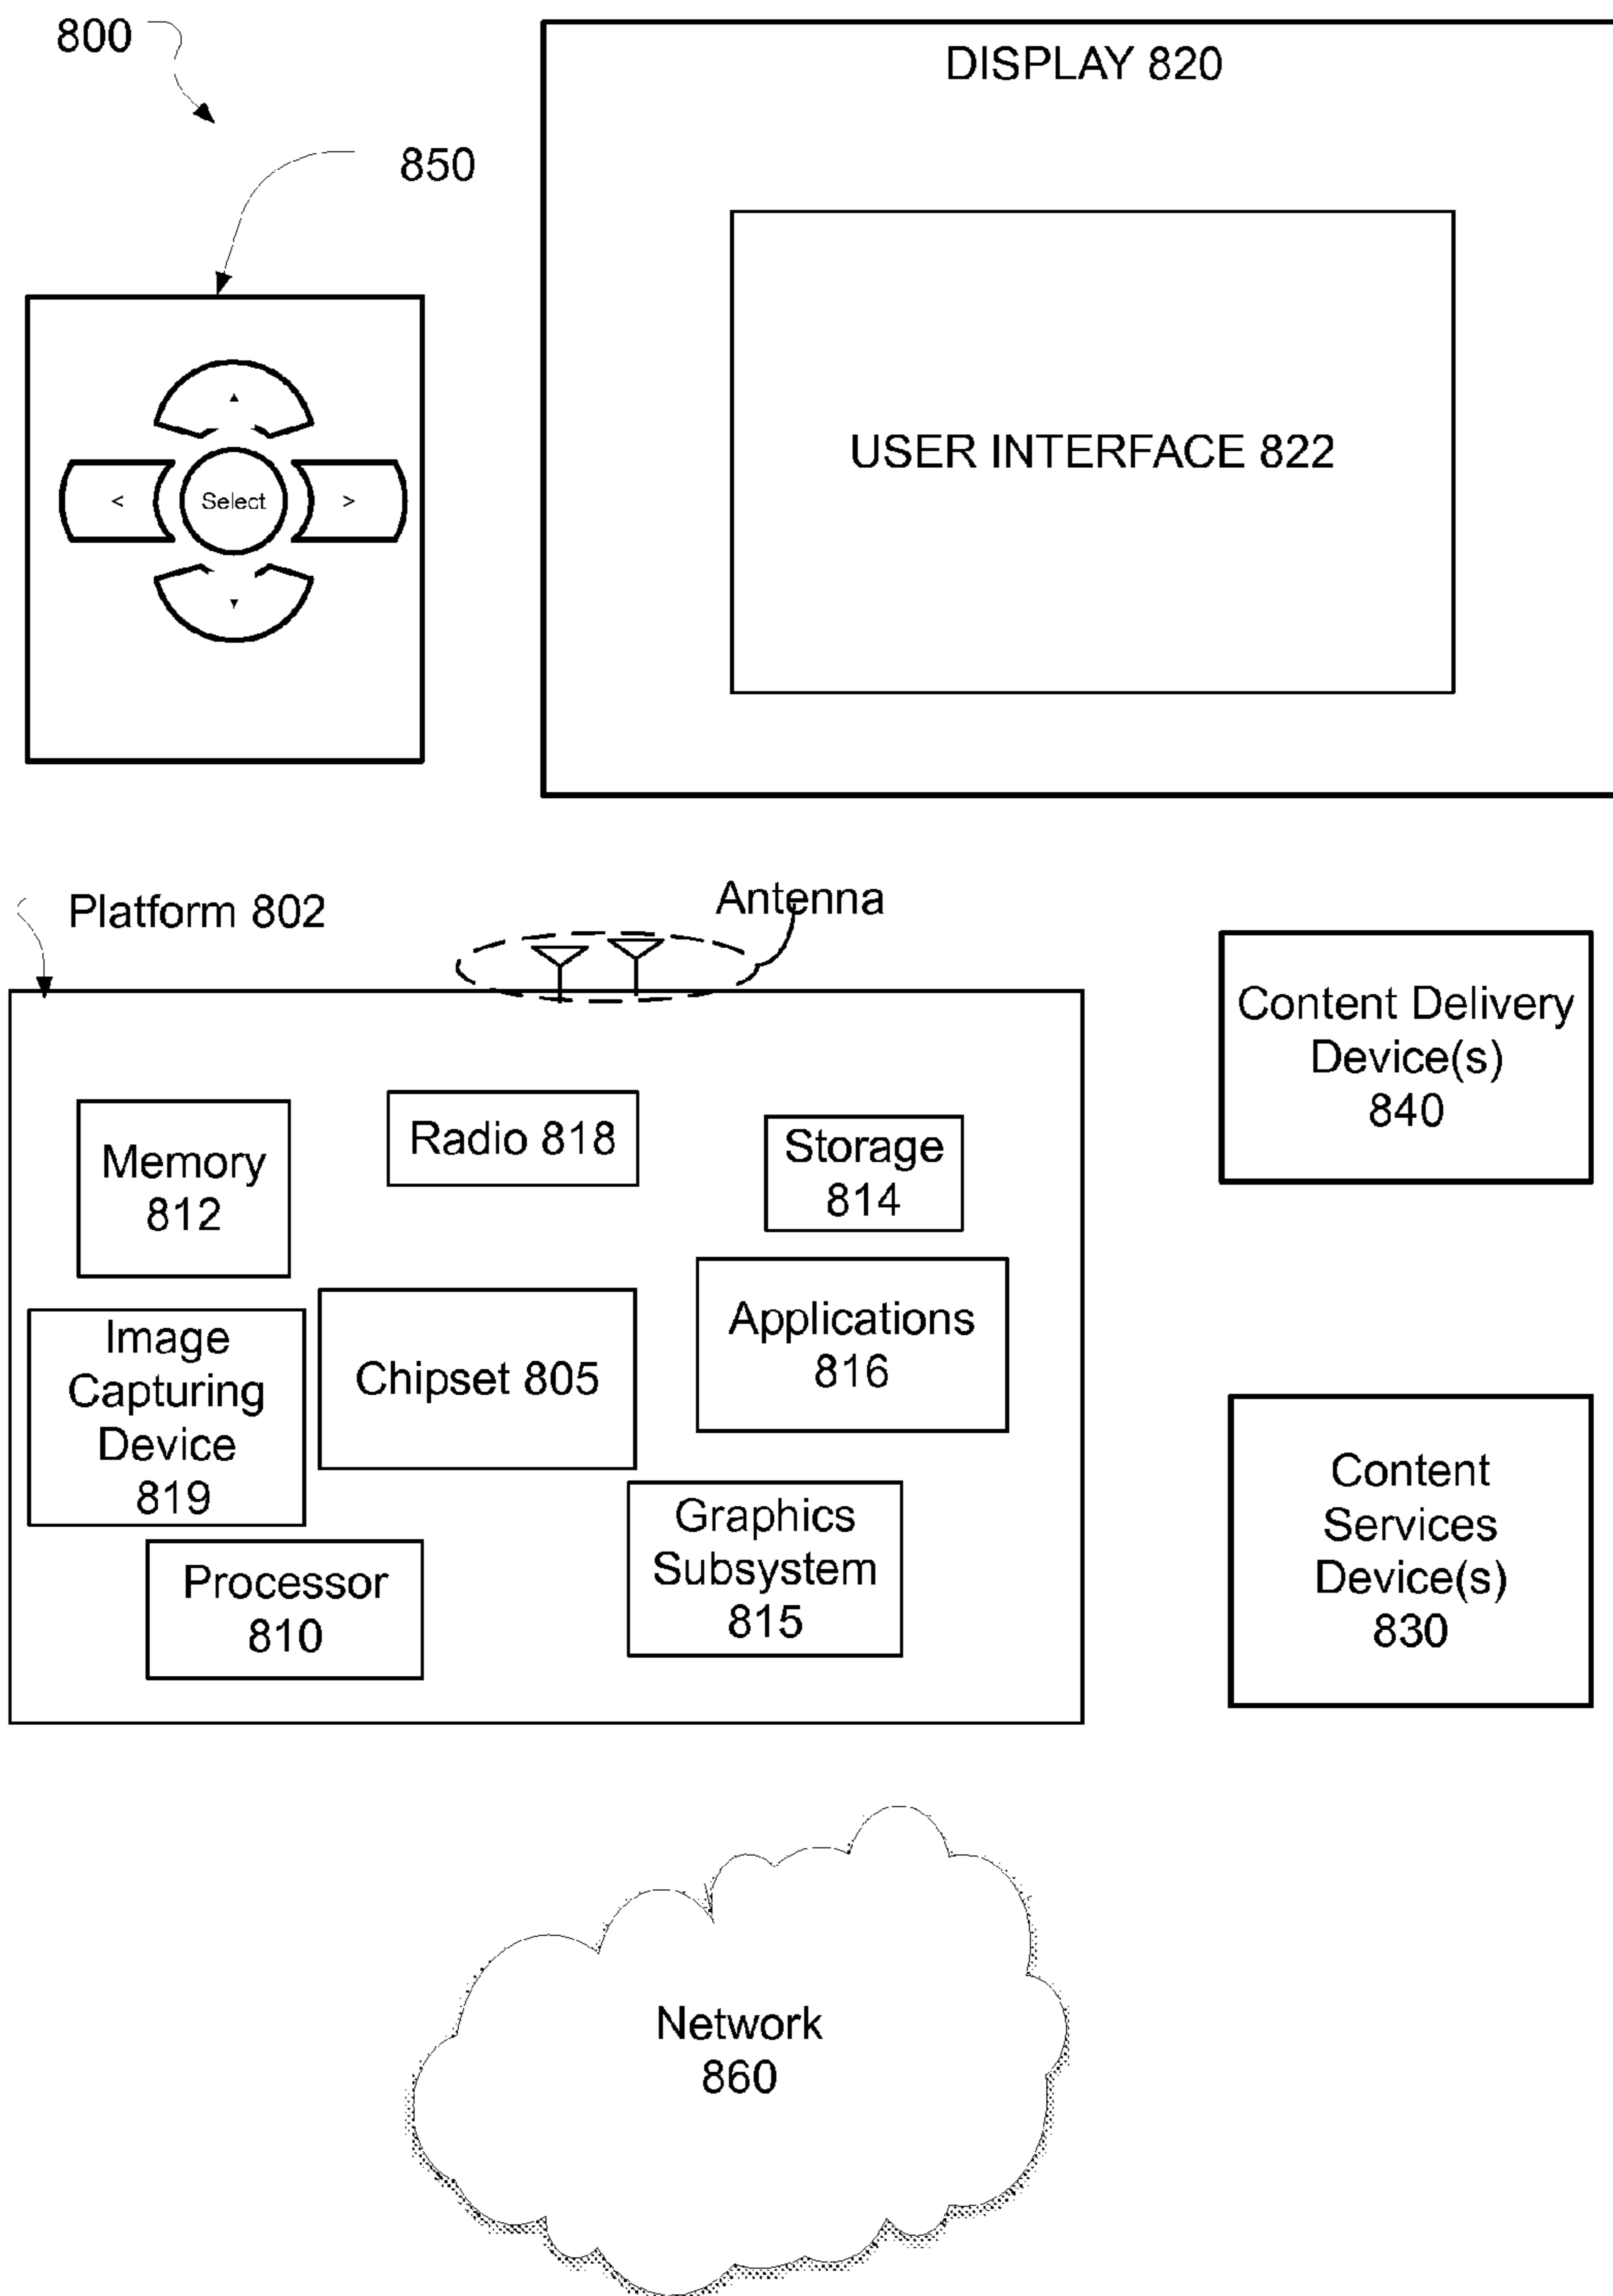 800
DISPLAY 820
850
USER INTERFACE 822
▲
< Select >
▼
Platform 802
Antenna
Memory
812
Radio 818
Storage
814
Content Delivery
Device(s)
840
Image
Capturing
Device
819
Chipset 805
Applications
816
Processor
810
Graphics
Subsystem
815
Content
Services
Device(s)
830
Network
860